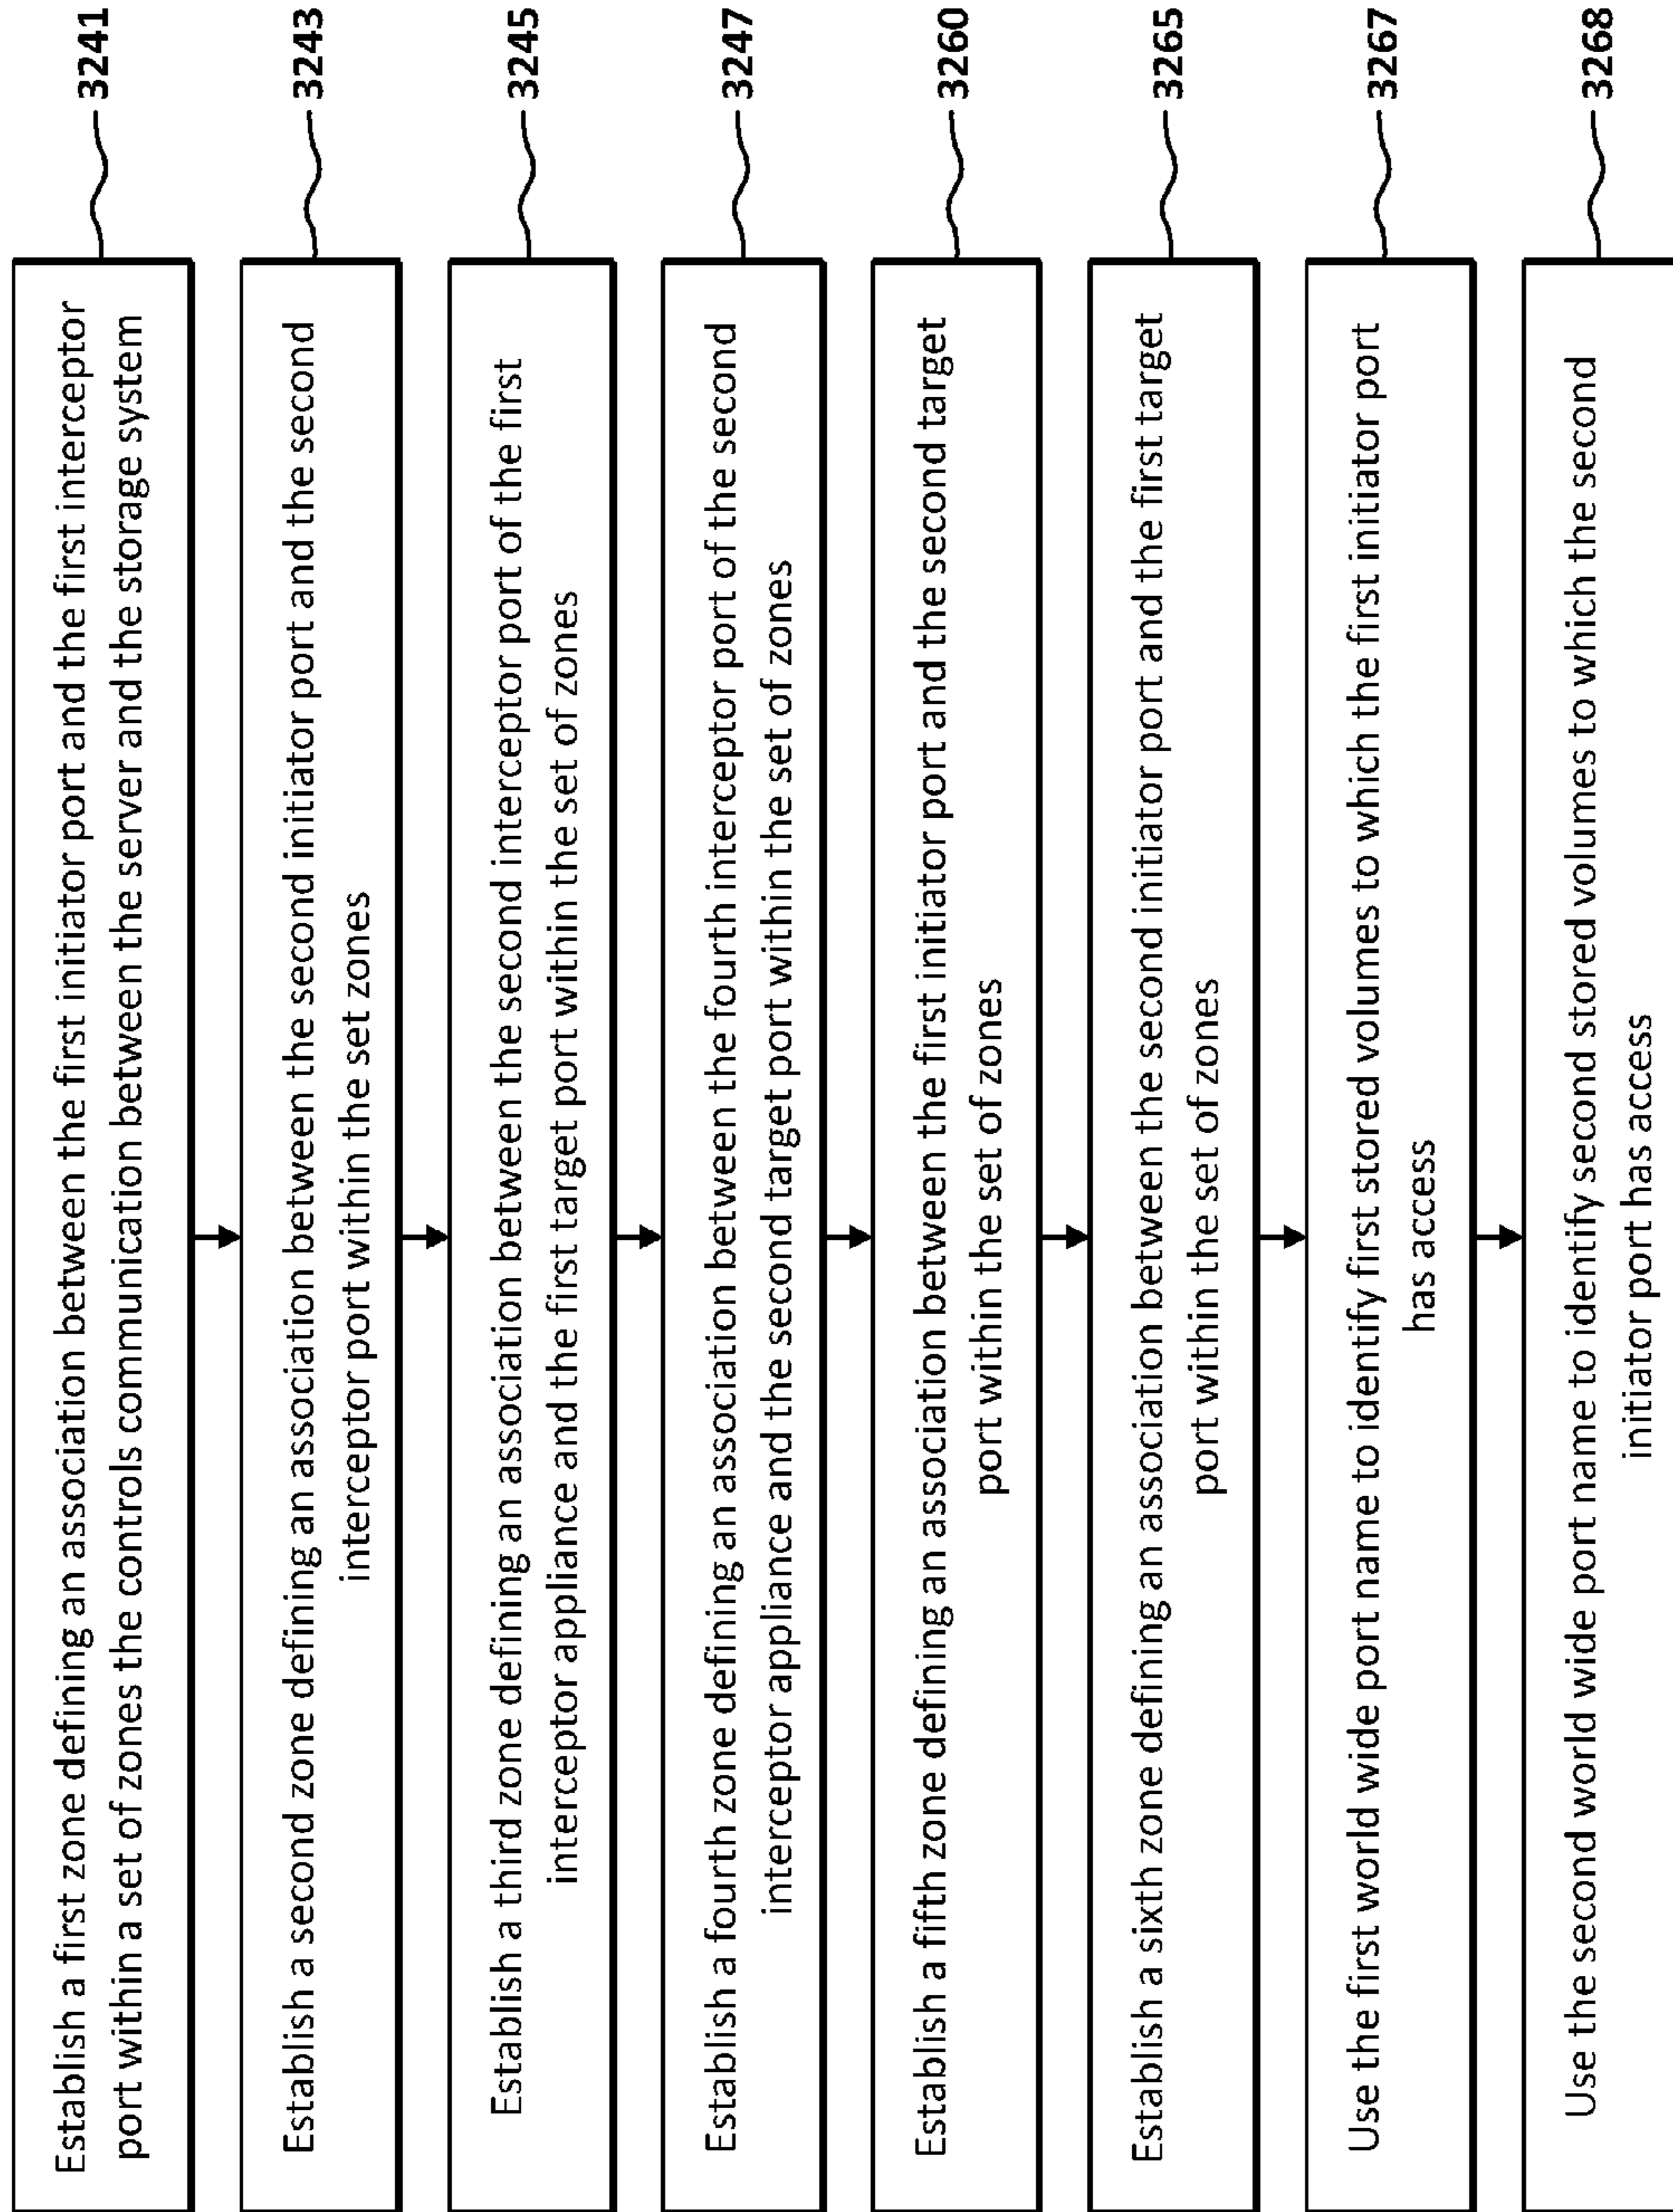 Establish a first zone defining an association between the first initiator port and the first interceptor
port within a set of zones the controls communication between the server and the storage system
3241
Establish a second zone defining an association between the second initiator port and the second
interceptor port within the set zones
3243
Establish a third zone defining an association between the second interceptor port of the first
interceptor appliance and the first target port within the set of zones
3245
Establish a fourth zone defining an association between the fourth interceptor port of the second
interceptor appliance and the second target port within the set of zones
3247
Establish a fifth zone defining an association between the first initiator port and the second target
port within the set of zones
3260
Establish a sixth zone defining an association between the second initiator port and the first target
port within the set of zones
3265
Use the first world wide port name to identify first stored volumes to which the first initiator port
has access
3267
Use the second world wide port name to identify second stored volumes to which the second
initiator port has access
3268